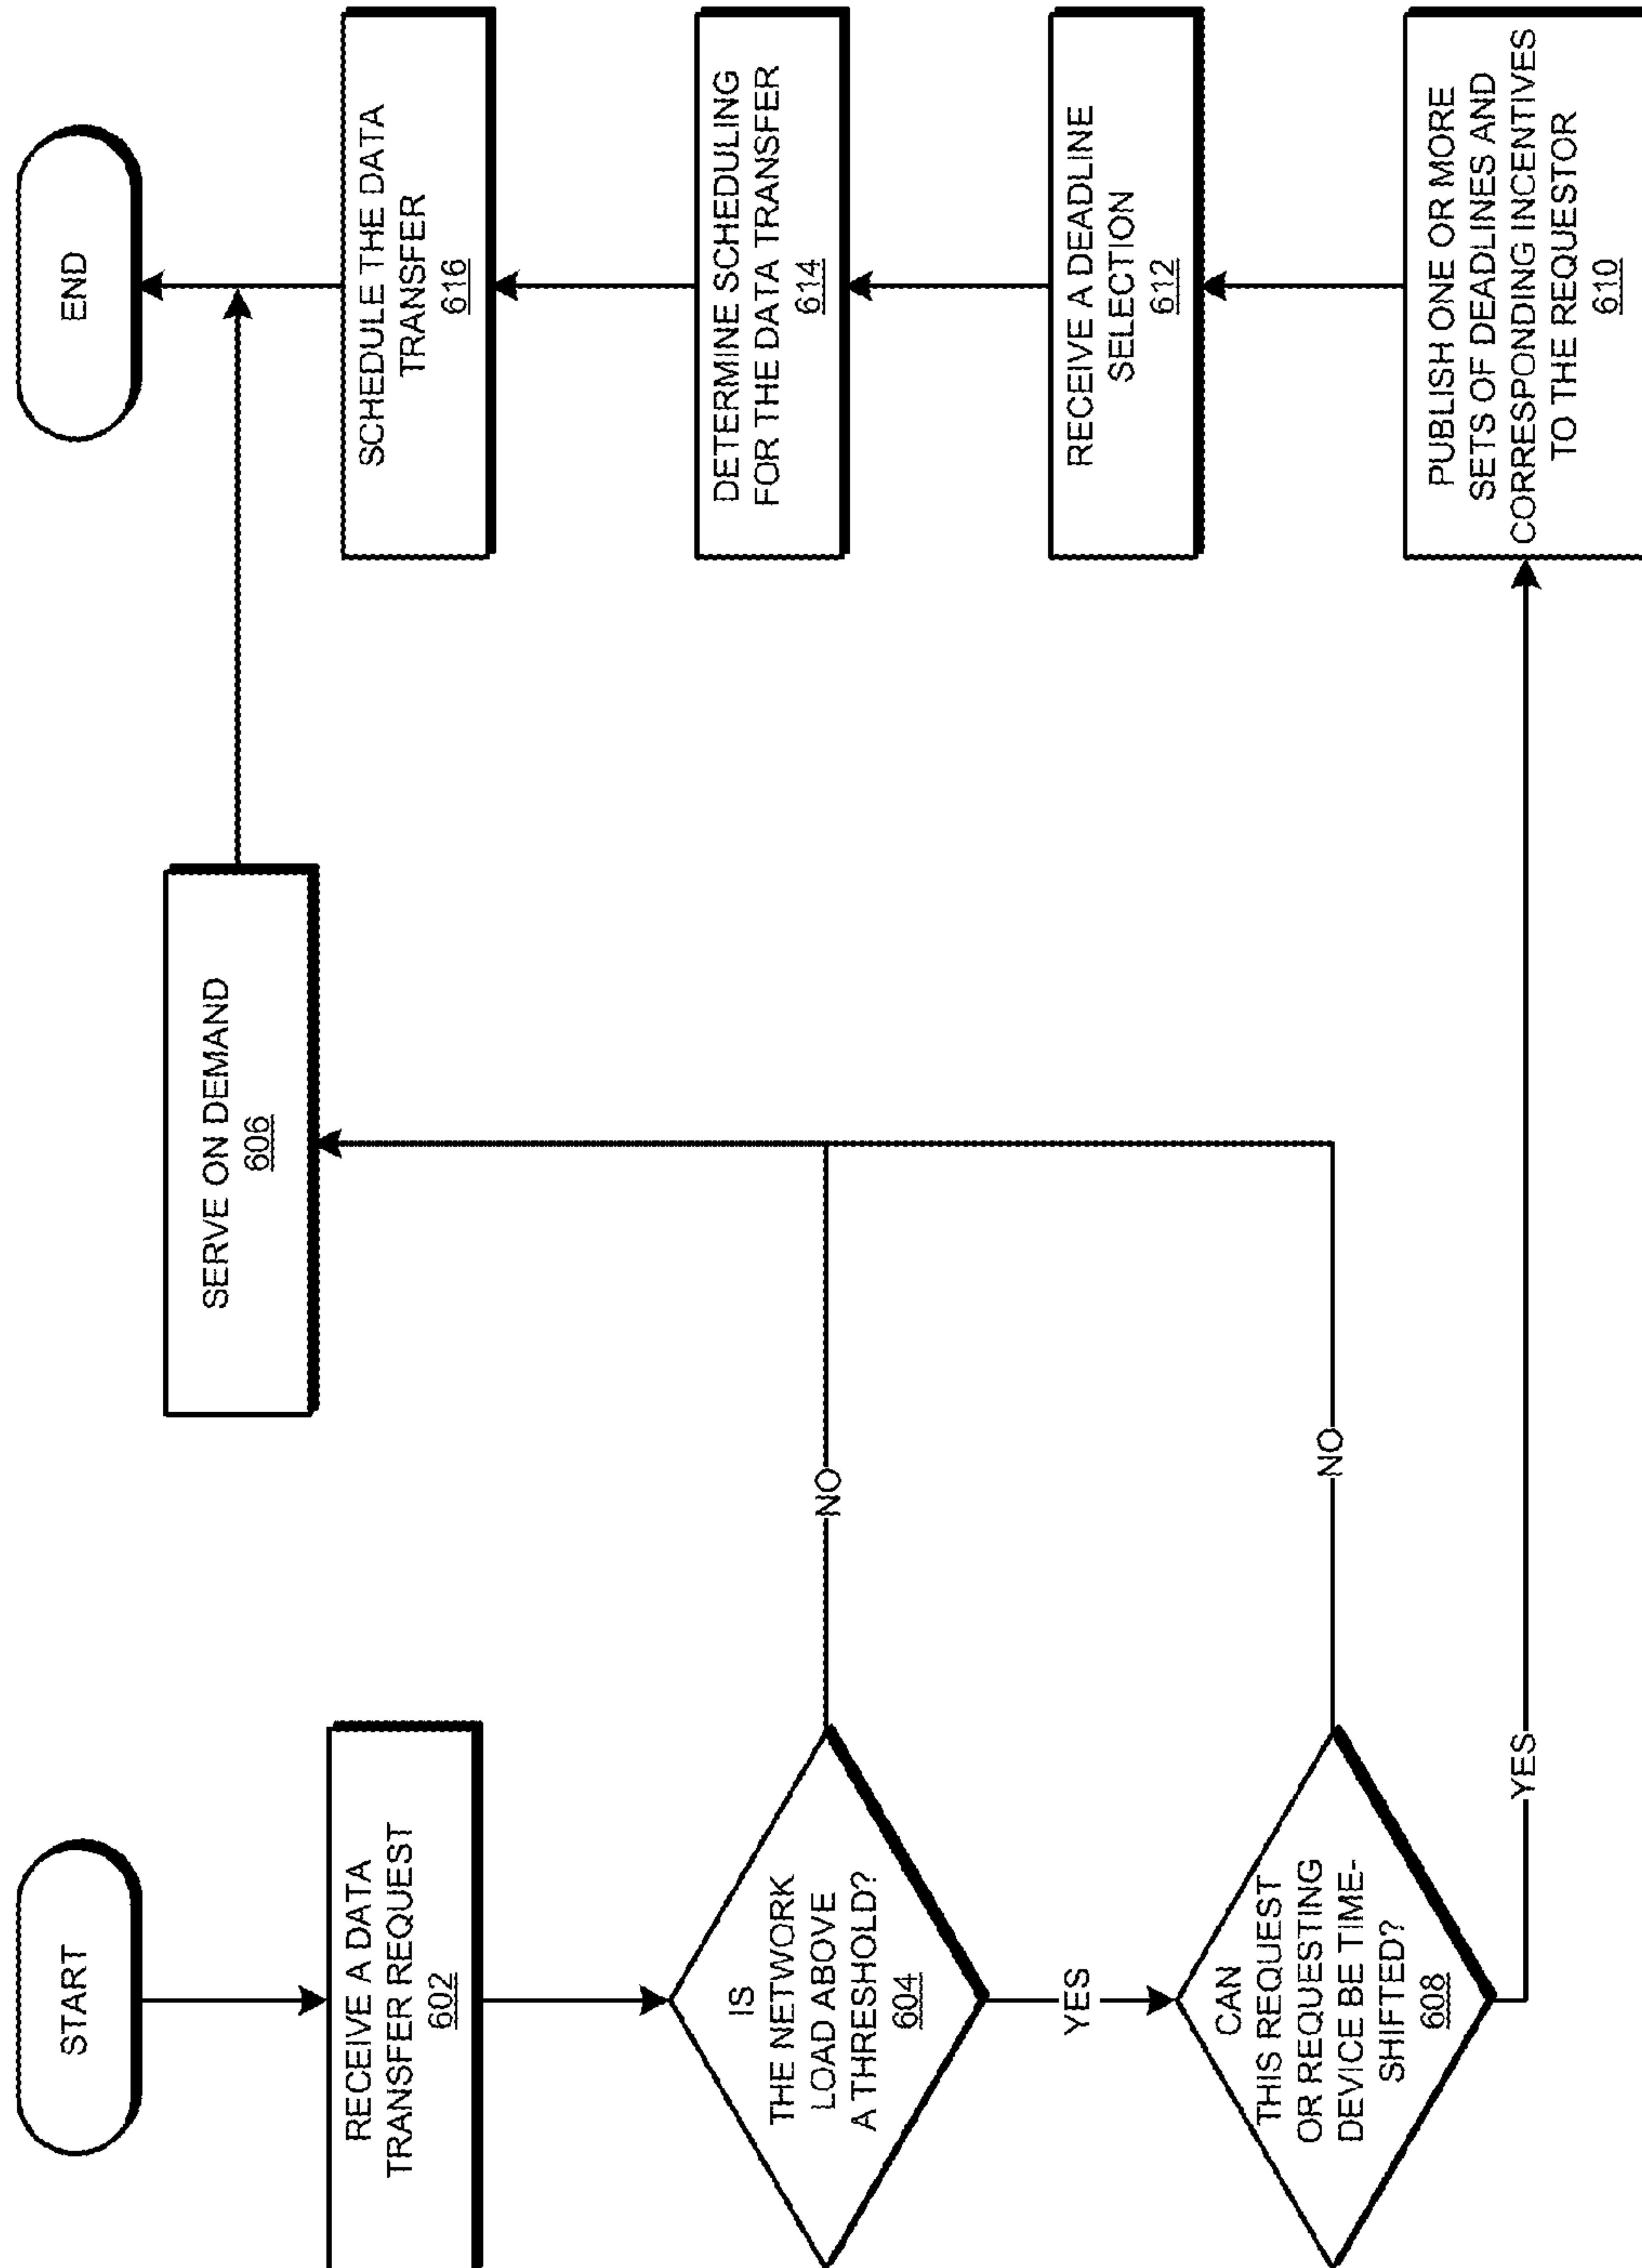 START
RECEIVE A DATA
TRANSFER REQUEST
602
IS
THE NETWORK
LOAD ABOVE
A THRESHOLD?
604
NO
YES
CAN
THIS REQUEST
OR REQUESTING
DEVICE BE TIME-
SHIFTED?
608
NO
YES
SERVE ON DEMAND
606
PUBLISH ONE OR MORE
SETS OF DEADLINES AND
CORRESPONDING INCENTIVES
TO THE REQUESTOR
610
RECEIVE A DEADLINE
SELECTION
612
DETERMINE SCHEDULING
FOR THE DATA TRANSFER
614
SCHEDULE THE DATA
TRANSFER
616
END